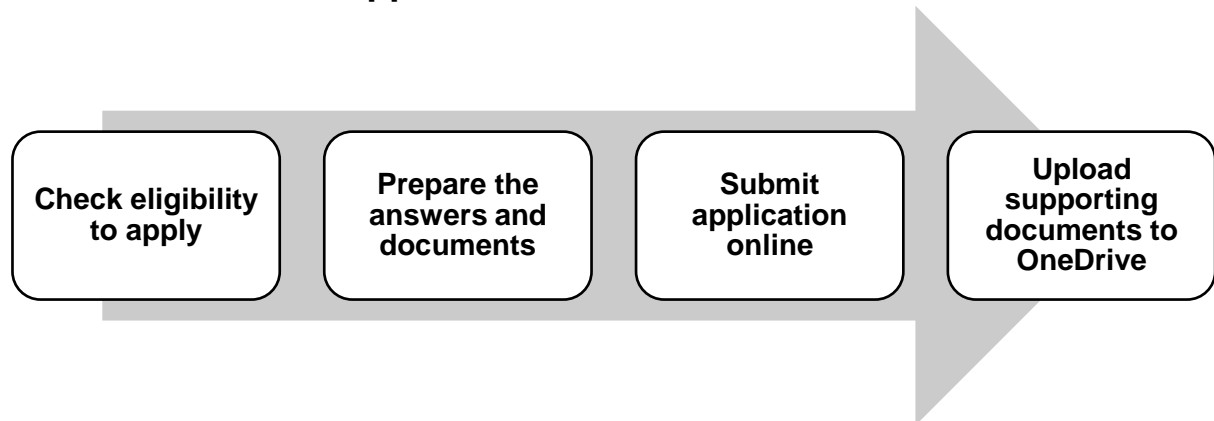 Check eligibility
to apply
Prepare the
answers and
documents
Submit
application
online
Upload
supporting
documents to
OneDrive